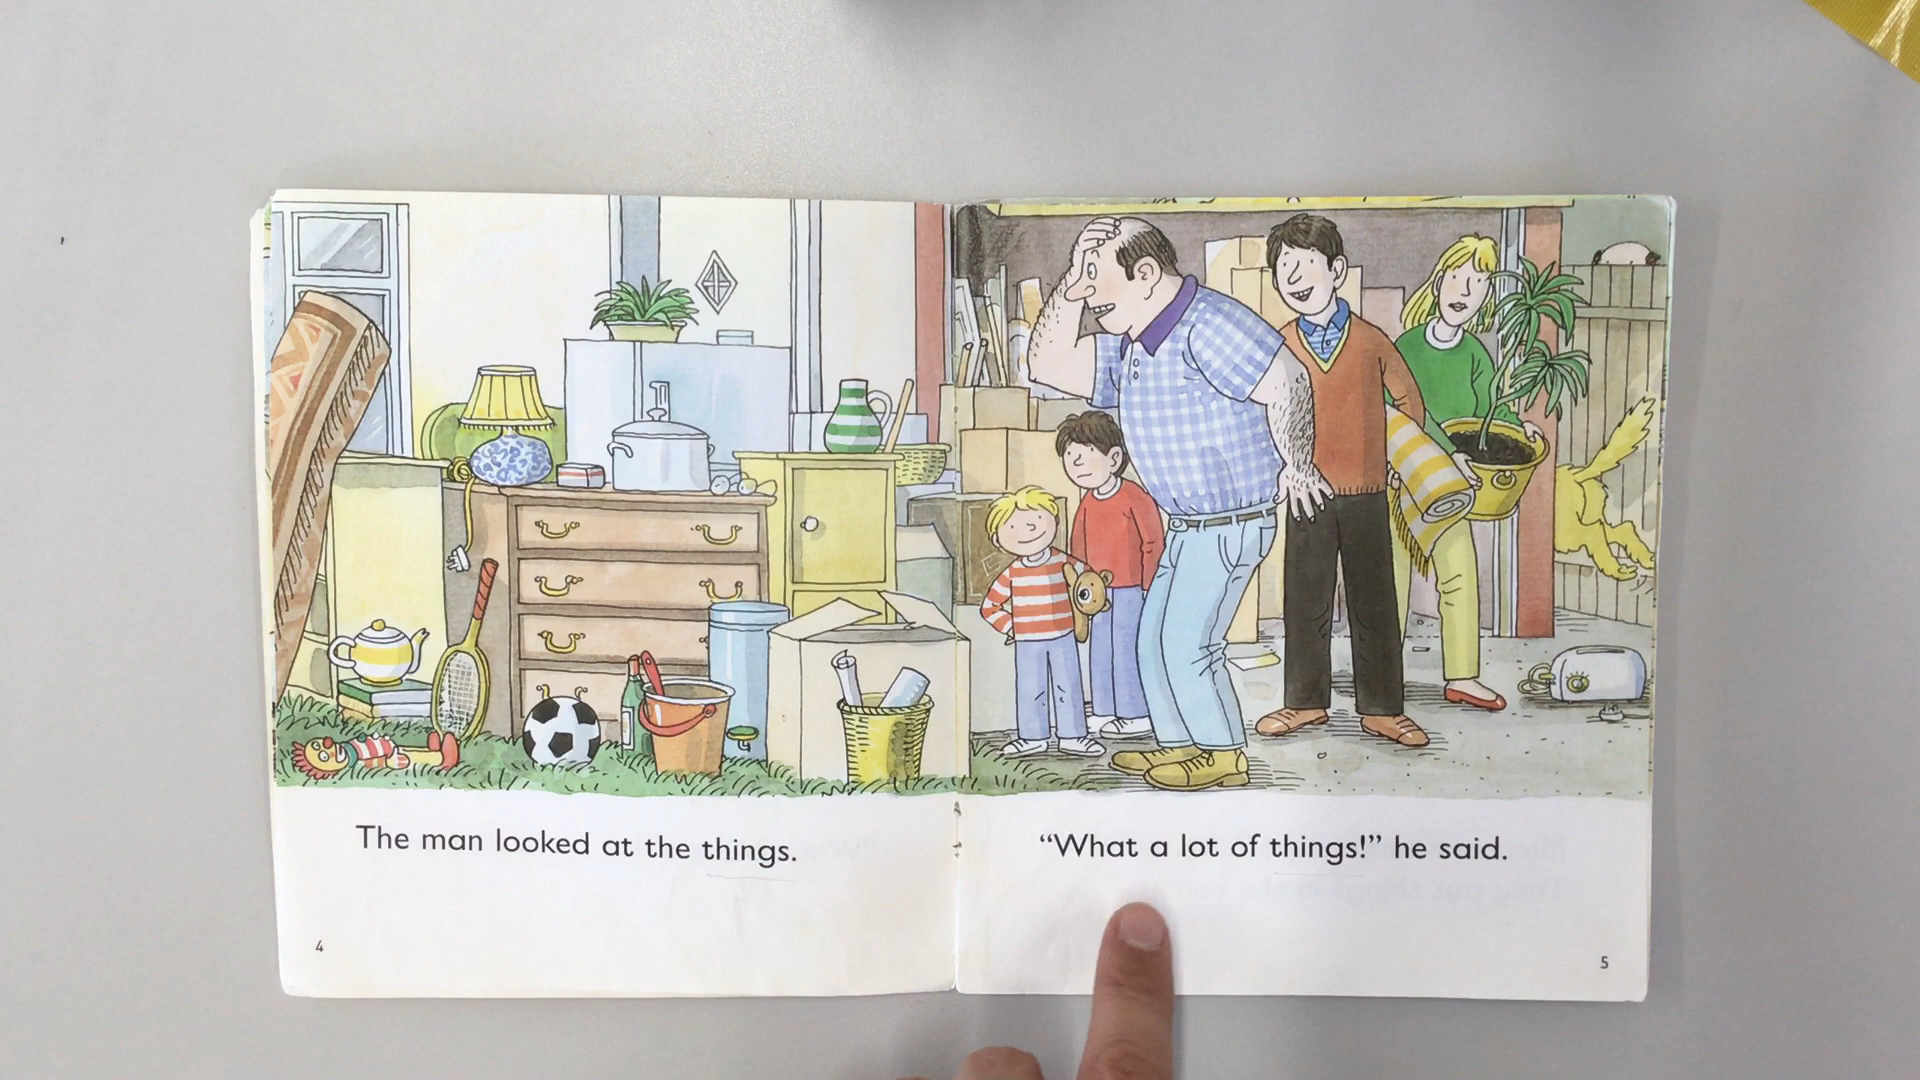 The man looked at the things.
“What a lot of things!” he said.
4
5